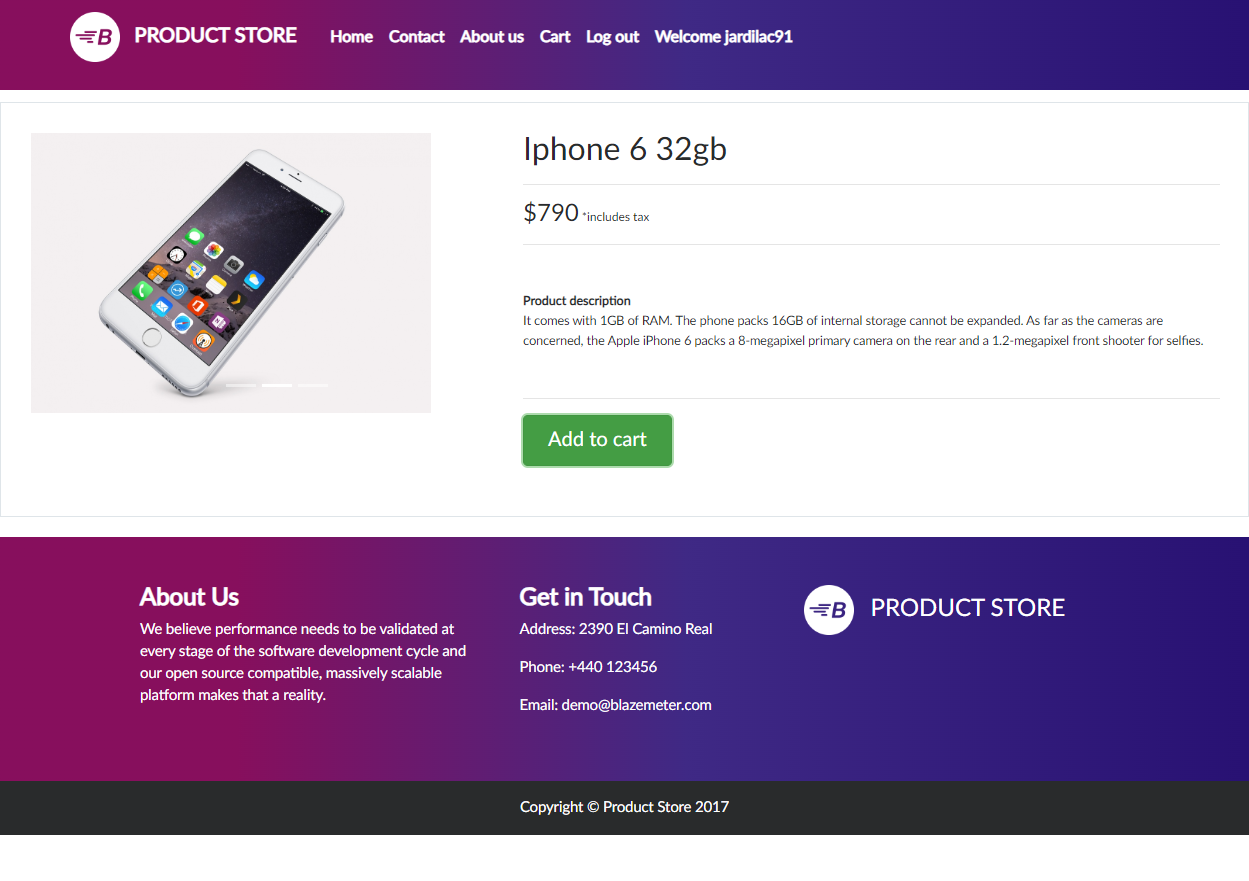 B PRODUCT STORE Home Contact About us Cart Log out Welcome jardilac91
Iphone 6 32gb
$790 *includes tax
Product description
It comes with 1GB of RAM. The phone packs 16GB of internal storage cannot be expanded. As far as the cameras are
concerned, the Apple iPhone 6 packs a 8-megapixel primary camera on the rear and a 1.2-megapixel front shooter for selfies.
Add to cart
About Us
We believe performance needs to be validated at
every stage of the software development cycle and
our open source compatible, massively scalable
platform makes that a reality.
Get in Touch
Address: 2390 El Camino Real
Phone: +440 123456
Email: demo@blazemeter.com
B PRODUCT STORE
Copyright © Product Store 2017